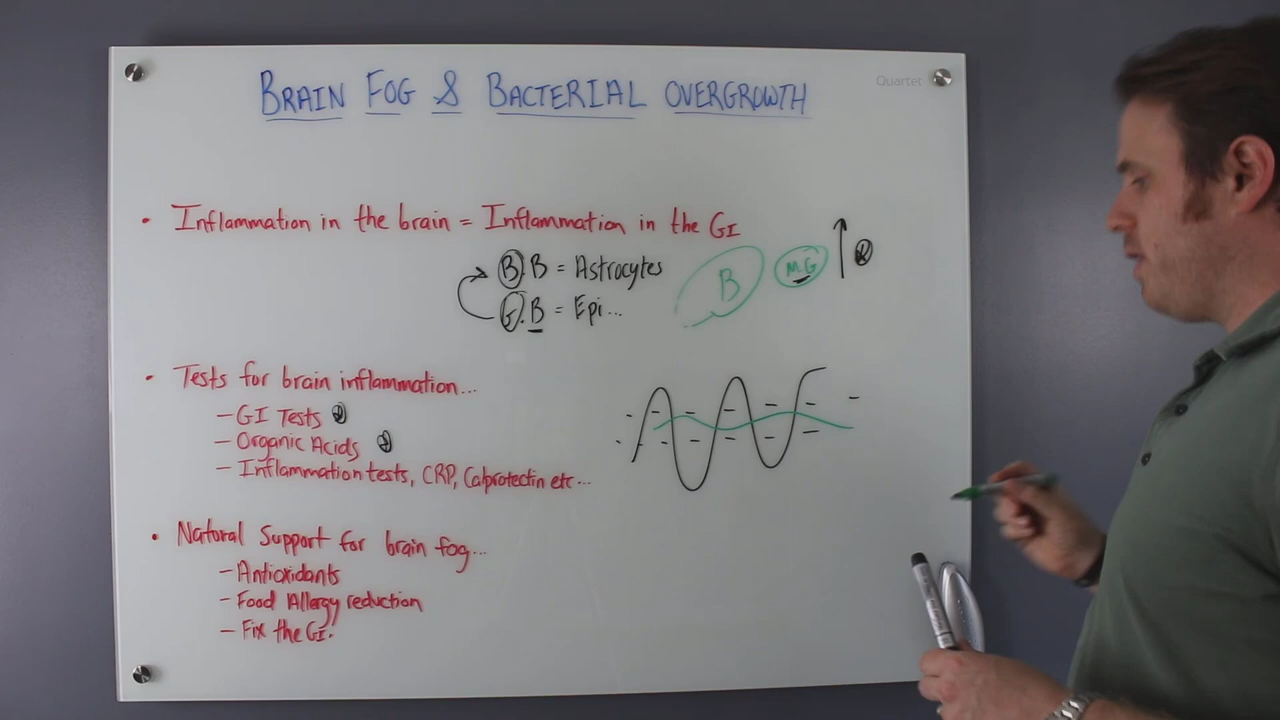 BRAIN FOG & BACTERIAL OVERGROWTH
Quartet
• Inflammation in the brain = Inflammation in the GI
B.B = Astrocytes
G.B = Epi...
B
M.G
• Tests for brain inflammation...
- GI Tests
- Organic Acids
- Inflammation tests, CRP, Calprotectin etc...
• Natural Support for brain fog...
- Antioxidants
- Food Allergy reduction
- Fix the GI.